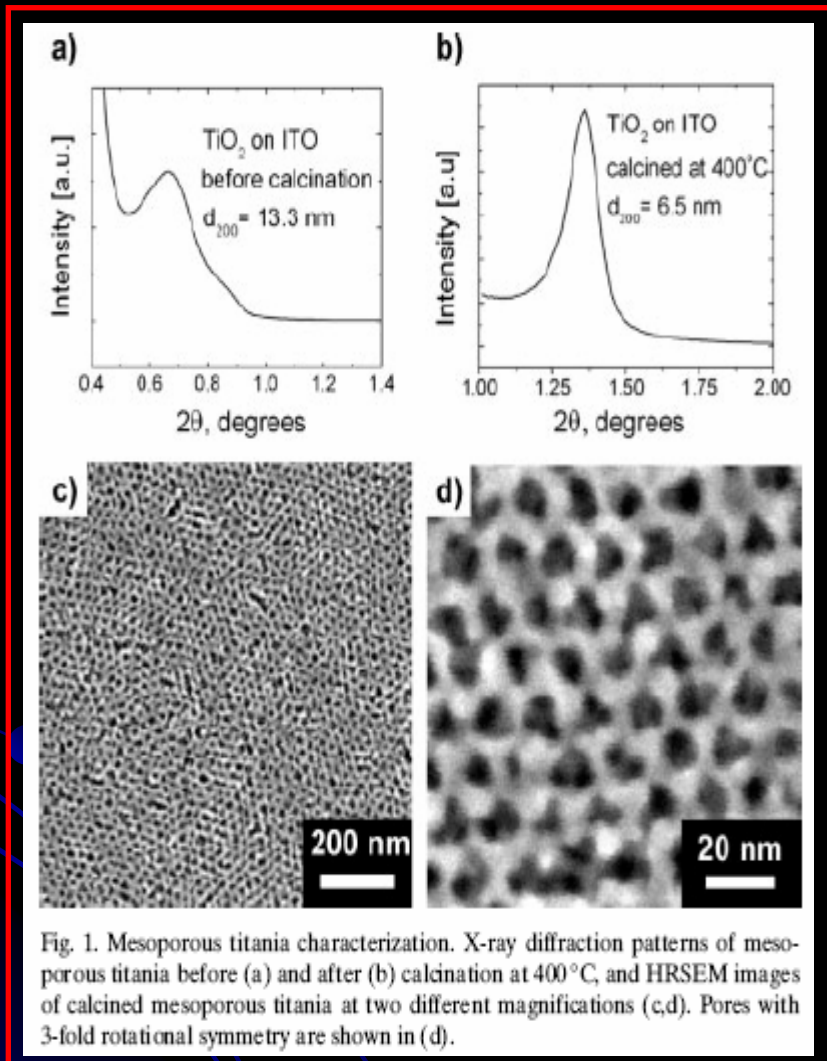 a)
b)
Intensity [a.u.]
TiO₂ on ITO
before calcination
d₂₀₀= 13.3 nm
0.4 0.6 0.8 1.0 1.2 1.4
2θ, degrees
Intensity [a.u]
TiO₂ on ITO
calcined at 400°C
d₂₀₀= 6.5 nm
1.00 1.25 1.50 1.75 2.00
2θ, degrees
c)
200 nm
d)
20 nm
Fig. 1. Mesoporous titania characterization. X-ray diffraction patterns of meso-
porous titania before (a) and after (b) calcination at 400 °C, and HRSEM images
of calcined mesoporous titania at two different magnifications (c,d). Pores with
3-fold rotational symmetry are shown in (d).